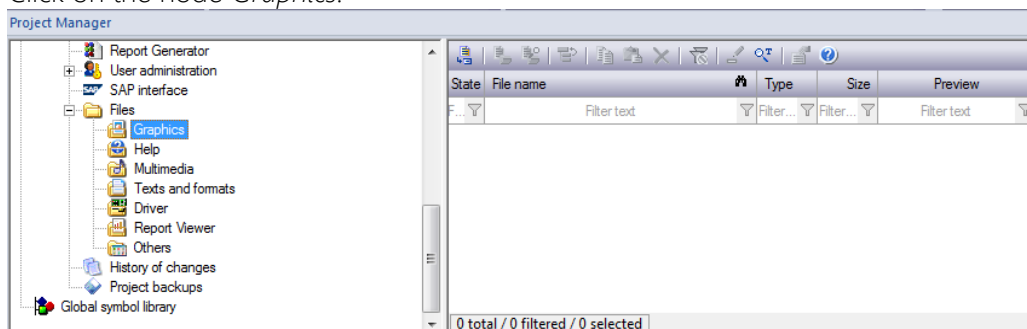 Click on the node Graphics.
Project Manager
Report Generator
User administration
SAP interface
Files
Graphics
Help
Multimedia
Texts and formats
Driver
Report Viewer
Others
History of changes
Project backups
Global symbol library
State File name Type Size Preview
F... Filter text Filter... Filter... Filter text
0 total / 0 filtered / 0 selected